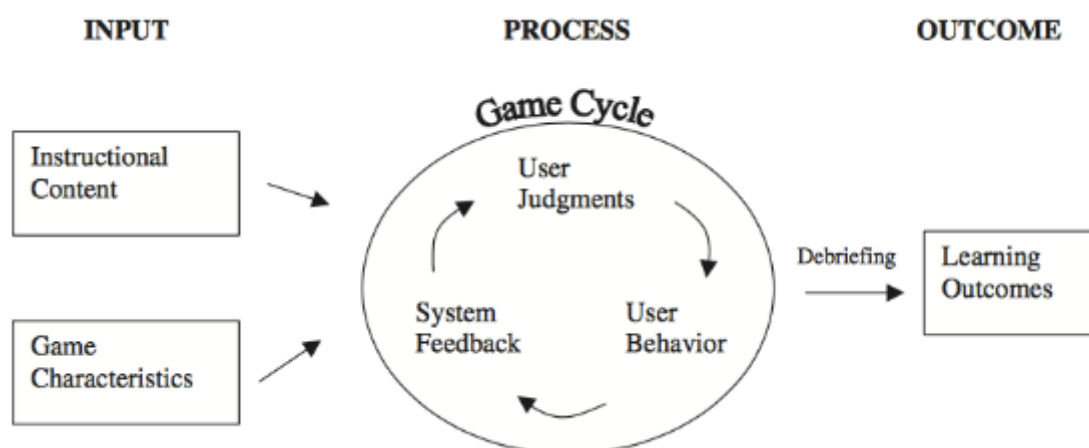 INPUT
PROCESS
OUTCOME
Game Cycle
Instructional
Content
User
Judgments
Debriefing
Learning
Outcomes
System
Feedback
User
Behavior
Game
Characteristics